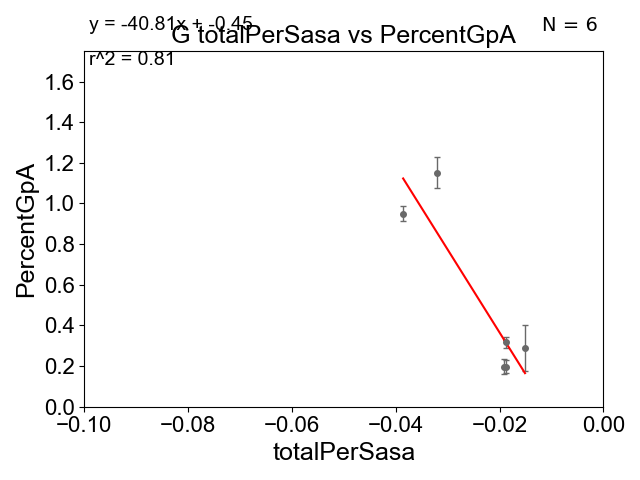 y = -40.81x + -0.45
G totalPerSasa vs PercentGpA
N = 6
r^2 = 0.81
PercentGpA
1.6
1.4
1.2
1.0
0.8
0.6
0.4
0.2
0.0
−0.10
−0.08
−0.06
−0.04
−0.02
0.00
totalPerSasa